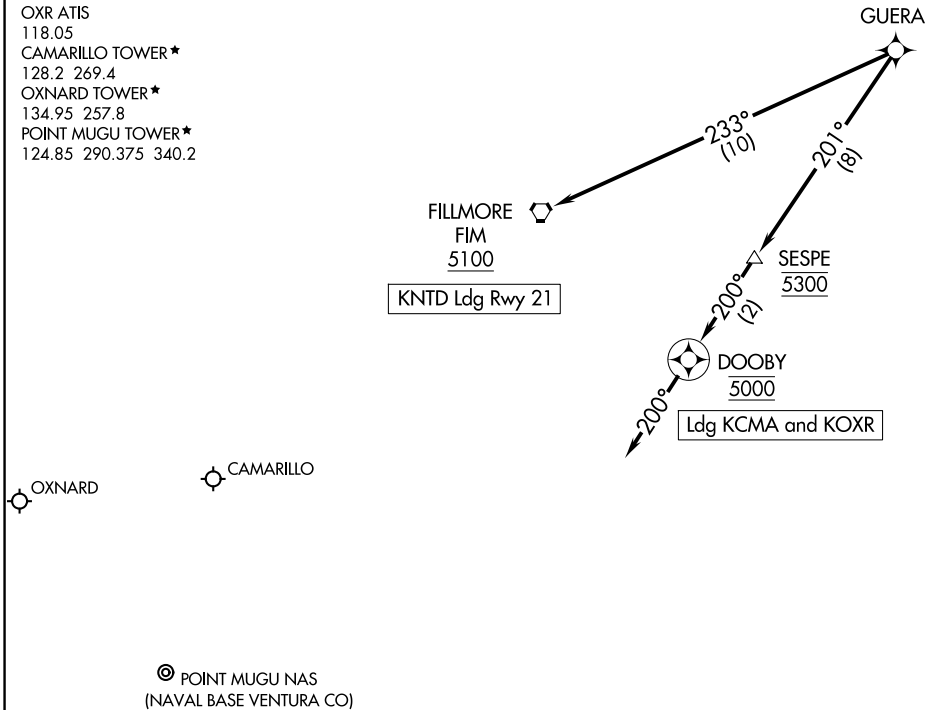 OXR ATIS
118.05
CAMARILLO TOWER★
128.2 269.4
OXNARD TOWER★
134.95 257.8
POINT MUGU TOWER★
124.85 290.375 340.2
GUERA
233°
(10)
201°
(8)
FILLMORE
FIM
5100
KNTD Ldg Rwy 21
SESPE
5300
200°
(2)
DOOBY
5000
200°
Ldg KCMA and KOXR
CAMARILLO
OXNARD
POINT MUGU NAS
(NAVAL BASE VENTURA CO)